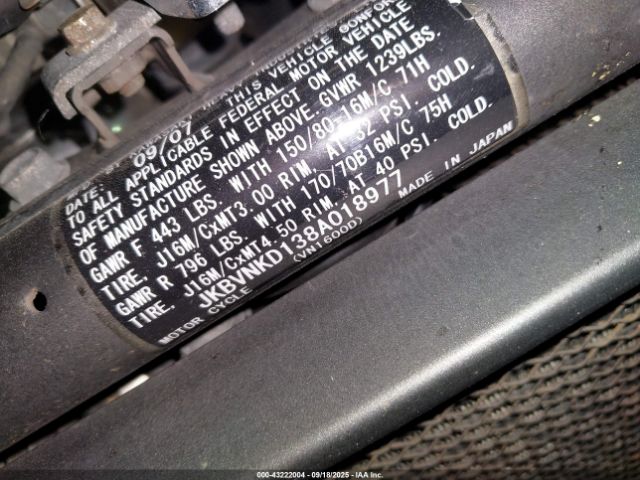 THIS VEHICLE CONFOR
DATE: 09/07
TO ALL APPLICABLE FEDERAL MOTOR VEHICLE
SAFETY STANDARDS IN EFFECT ON THE DATE
OF MANUFACTURE SHOWN ABOVE. GVWR 1239LBS.
GAWR F 443 LBS. WITH 150/80-16M/C 71H
TIRE. J16M/CxMT3.00 RIM, AT 32 PSI, COLD.
GAWR R 796 LBS. WITH 170/70B16M/C 75H
TIRE. J16M/CxMT4.50 RIM. AT 40 PSI. COLD.
JKBVNKD138A018977
MOTOR CYCLE (VN1600D) MADE IN JAPAN
000-43222004 - 09/18/2025 - IAA Inc.